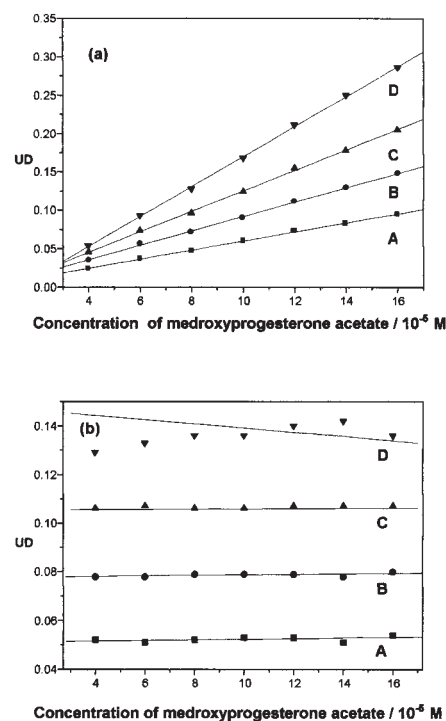 0.35
(a)
0.30
D
0.25
0.20
UD
C
0.15
B
0.10
A
0.05
0.00
4 6 8 10 12 14 16
Concentration of medroxyprogesterone acetate / 10⁻⁵ M
(b)
0.14
D
0.12
C
0.10
UD
0.08
B
0.06
A
0.04
4 6 8 10 12 14 16
Concentration of medroxyprogesterone acetate / 10⁻⁵ M